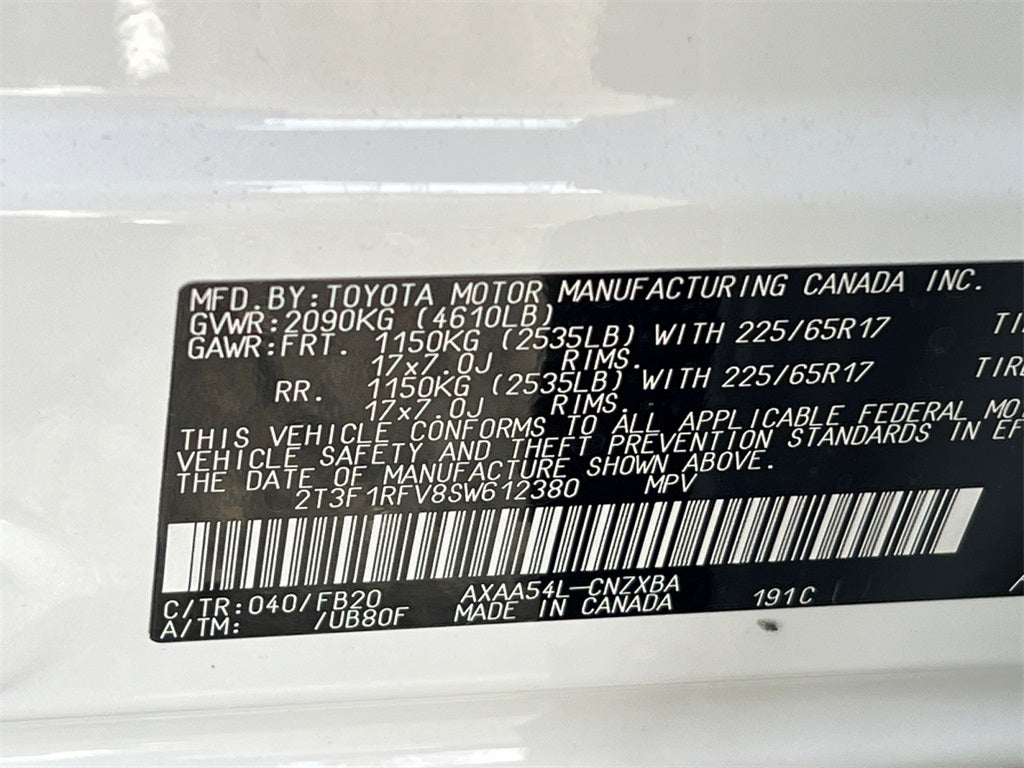 MFD.BY:TOYOTA MOTOR MANUFACTURING CANADA INC.
GVWR:2090KG (4610LB)
GAWR:FRT. 1150KG (2535LB) WITH 225/65R17
17x7.0J RIMS.
RR. 1150KG (2535LB) WITH 225/65R17
17x7.0J RIMS.
THIS VEHICLE CONFORMS TO ALL APPLICABLE FEDERAL
VEHICLE SAFETY AND THEFT PREVENTION STANDARDS IN
THE DATE OF MANUFACTURE SHOWN ABOVE.
2T3F1RFV8SW612380 MPV
C/TR:040/FB20 AXAA54L-CNZXBA 191C
A/TM: /UB80F MADE IN CANADA